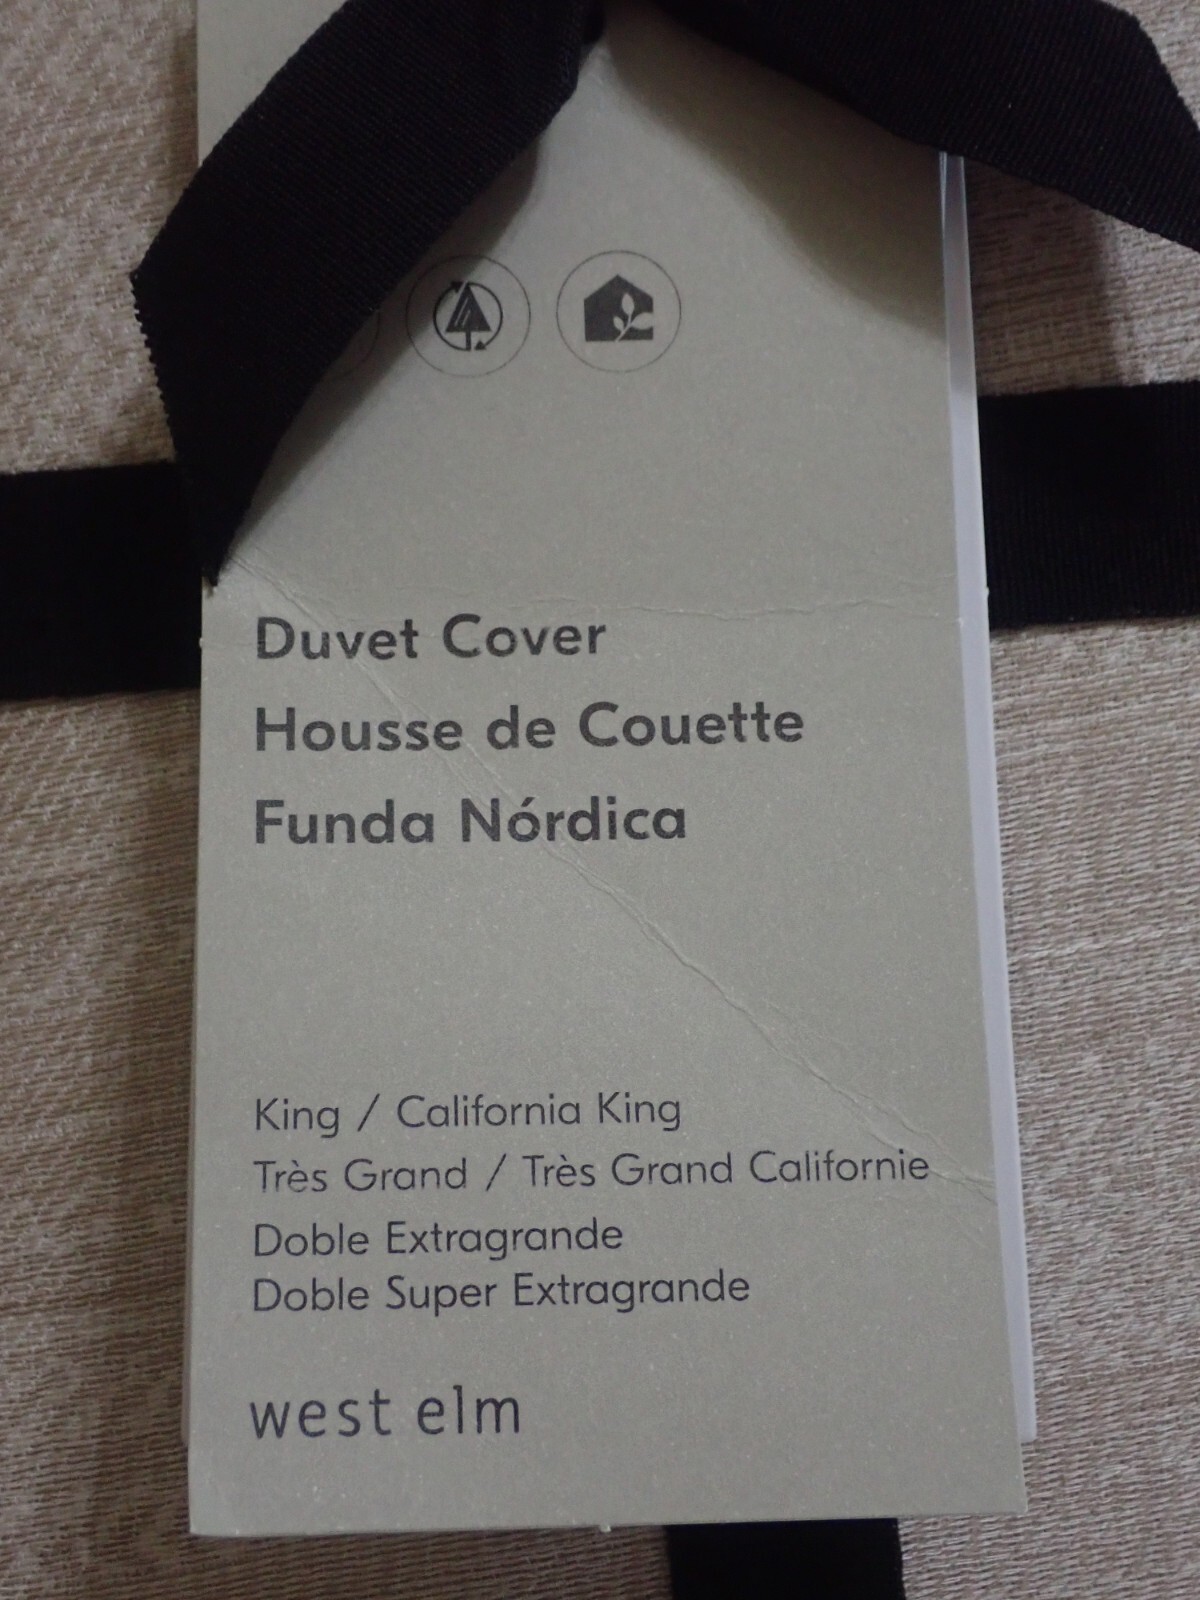 Duvet Cover
Housse de Couette
Funda Nórdica
King / California King
Très Grand / Très Grand Californie
Doble Extragrande
Doble Super Extragrande
west elm